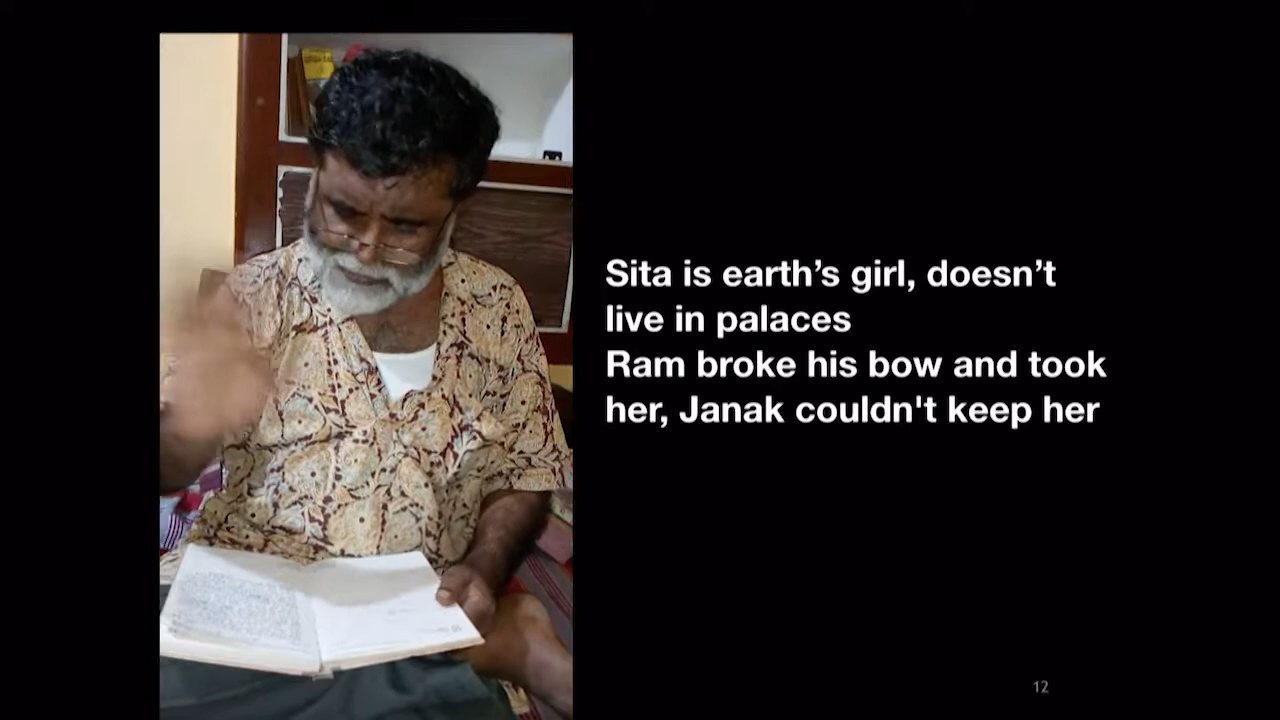 Sita is earth’s girl, doesn’t
live in palaces
Ram broke his bow and took
her, Janak couldn't keep her
12